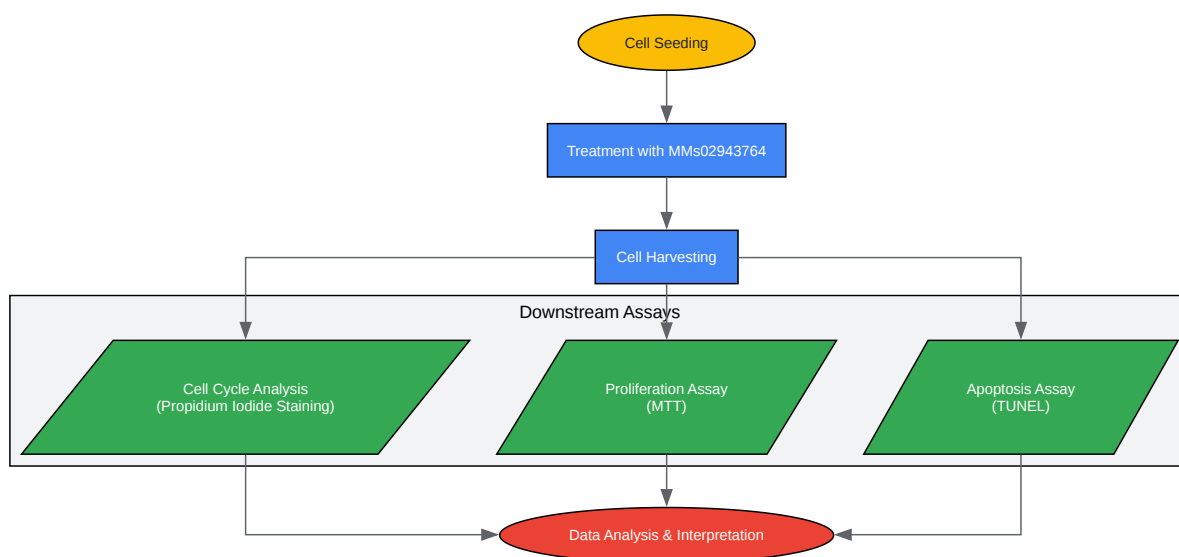 Cell Seeding
Treatment with MMs02943764
Cell Harvesting
Downstream Assays
Cell Cycle Analysis
(Propidium Iodide Staining)
Proliferation Assay
(MTT)
Apoptosis Assay
(TUNEL)
Data Analysis & Interpretation